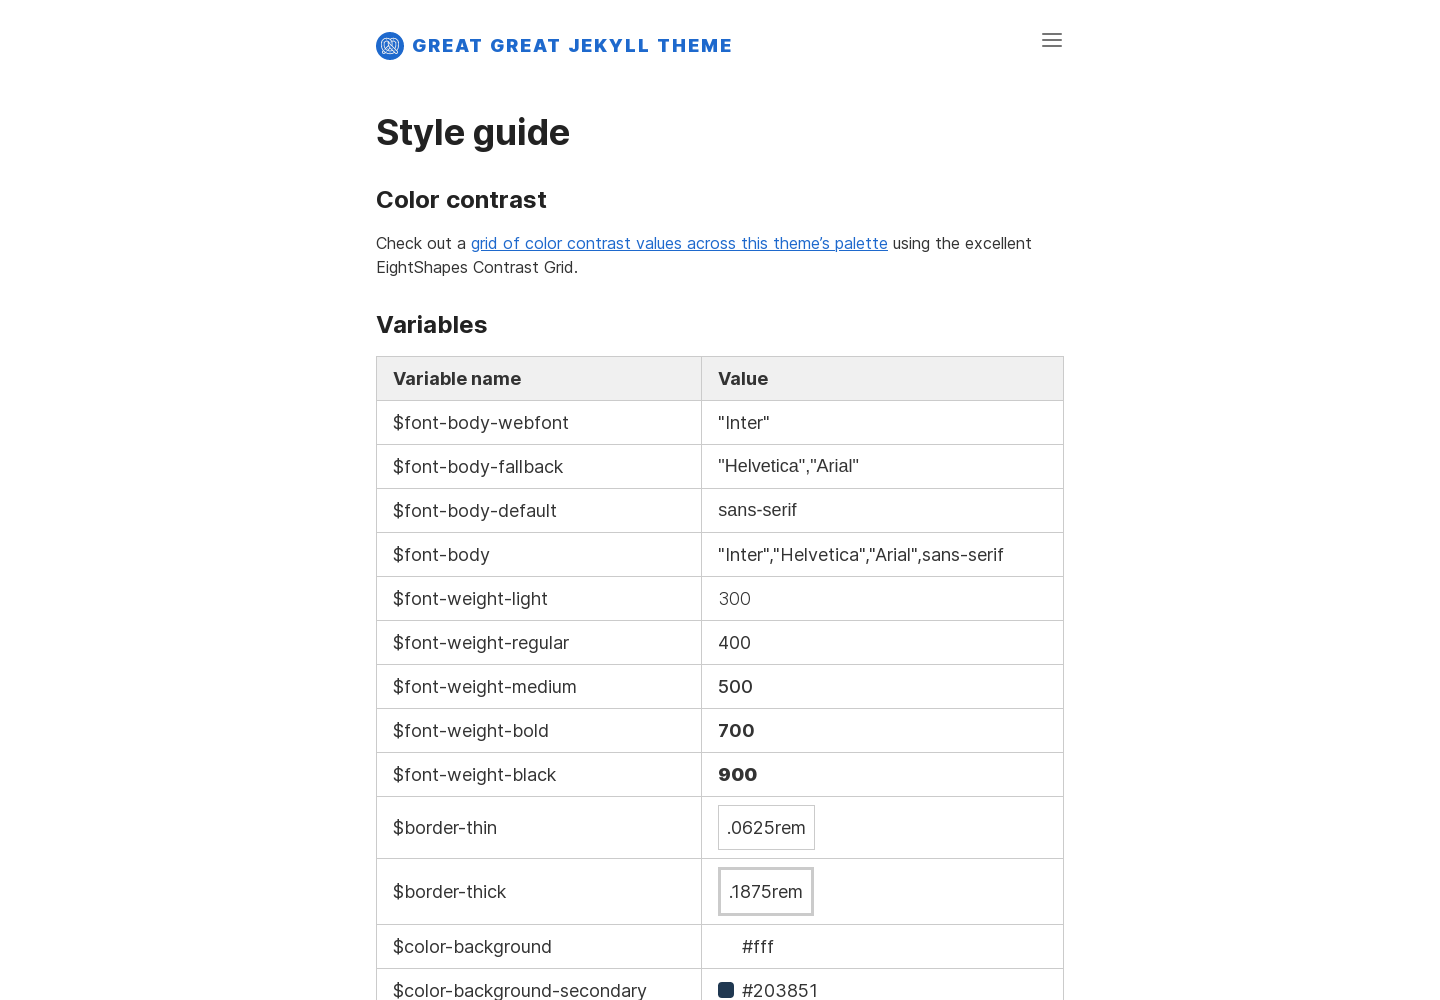 GREAT GREAT JEKYLL THEME
Style guide
Color contrast
Check out a grid of color contrast values across this theme’s palette using the excellent
EightShapes Contrast Grid.
Variables
Variable name Value
$font-body-webfont "Inter"
$font-body-fallback "Helvetica","Arial"
$font-body-default sans-serif
$font-body "Inter","Helvetica","Arial",sans-serif
$font-weight-light 300
$font-weight-regular 400
$font-weight-medium 500
$font-weight-bold 700
$font-weight-black 900
$border-thin .0625rem
$border-thick .1875rem
$color-background #fff
$color-background-secondary #203851